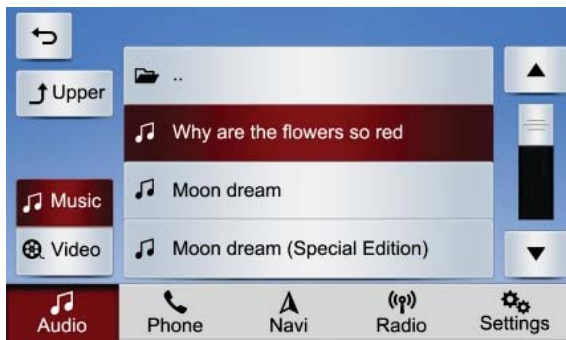 Upper
..
Why are the flowers so red
Music
Moon dream
Video
Moon dream (Special Edition)
Audio
Phone
Navi
Radio
Settings